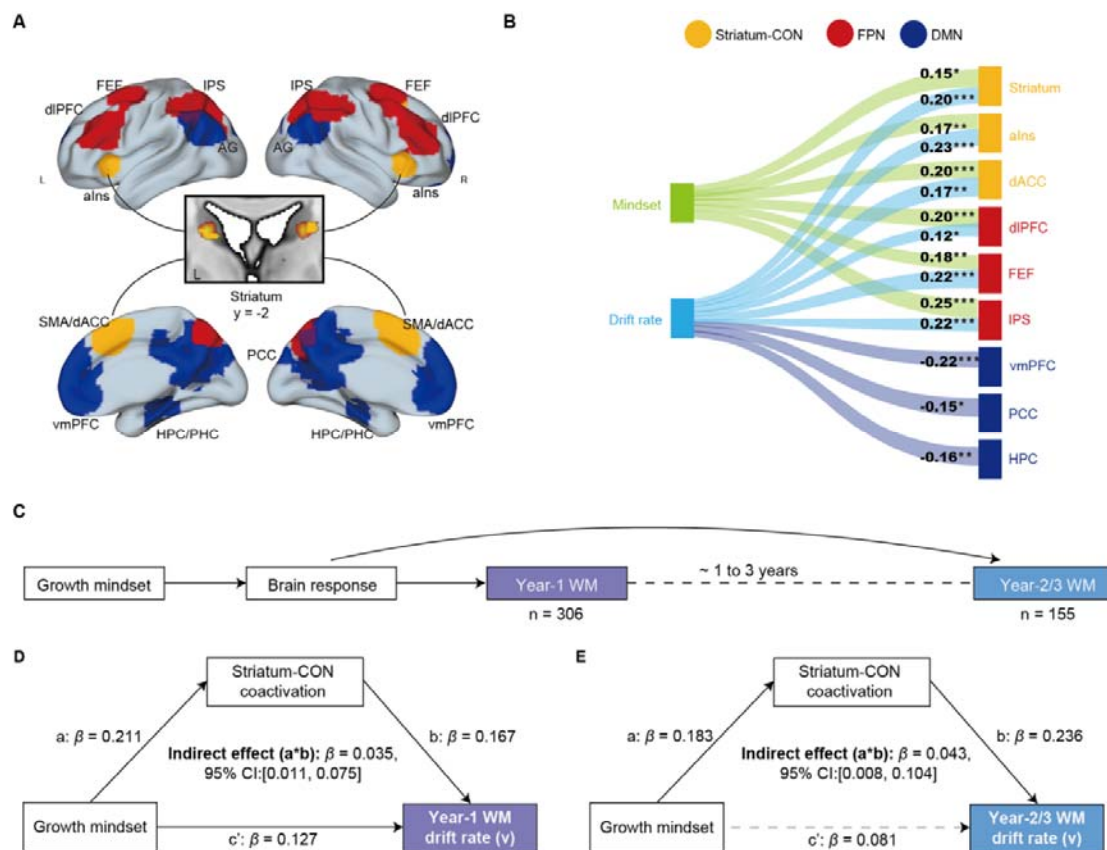 A
FEF
IPS
IPS
FEF
dlPFC
dlPFC
AG
AG
L
R
aIns
aIns
L
Striatum
y = -2
SMA/dACC
SMA/dACC
PCC
vmPFC
vmPFC
HPC/PHC
HPC/PHC
B
Striatum-CON
FPN
DMN
Mindset
Drift rate
0.15*
0.20***
Striatum
0.17**
0.23***
aIns
0.20***
0.17**
dACC
0.20***
0.12*
dlPFC
0.18**
0.22***
FEF
0.25***
0.22***
IPS
-0.22***
vmPFC
-0.15*
PCC
-0.16**
HPC
C
Growth mindset
Brain response
Year-1 WM
~ 1 to 3 years
Year-2/3 WM
n = 306
n = 155
D
Striatum-CON
coactivation
a: β = 0.211
b: β = 0.167
Indirect effect (a*b): β = 0.035,
95% CI:[0.011, 0.075]
Growth mindset
Year-1 WM
drift rate (v)
c': β = 0.127
E
Striatum-CON
coactivation
a: β = 0.183
b: β = 0.236
Indirect effect (a*b): β = 0.043,
95% CI:[0.008, 0.104]
Growth mindset
Year-2/3 WM
drift rate (v)
c': β = 0.081